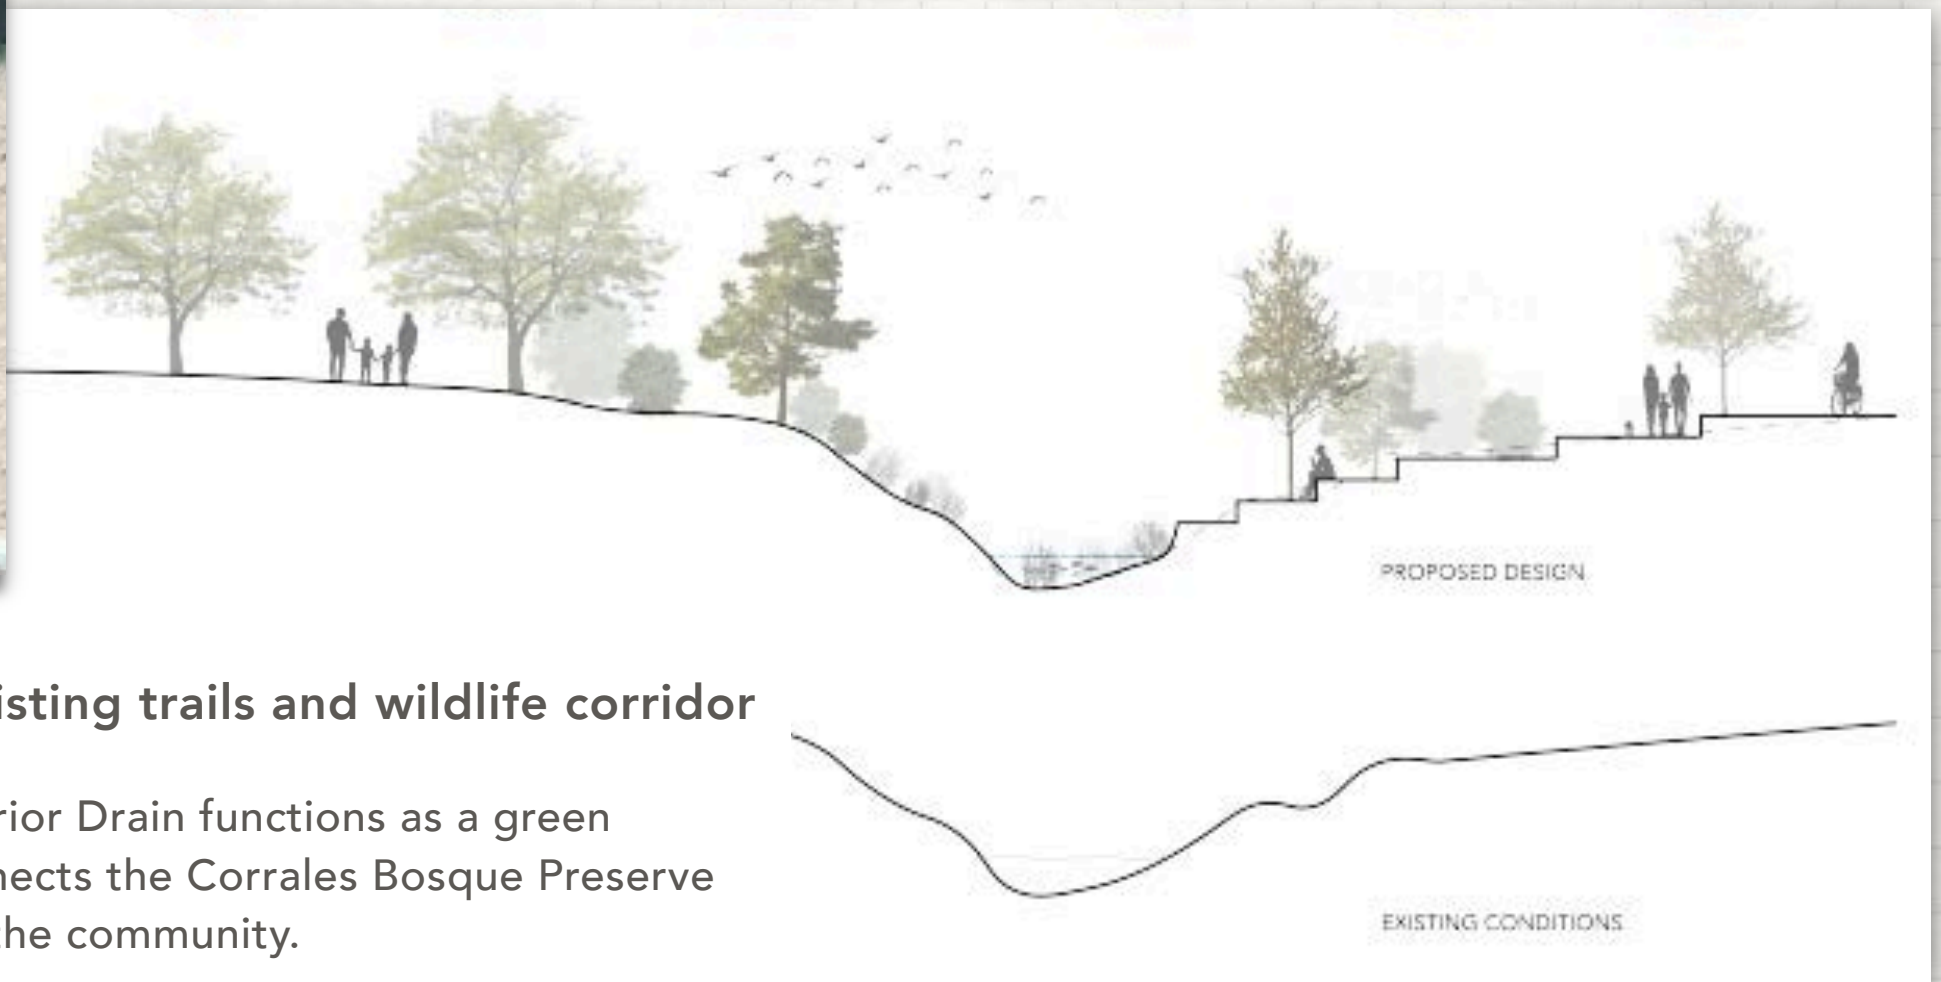 PROPOSED DESIGN
isting trails and wildlife corridor
rior Drain functions as a green
nects the Corrales Bosque Preserve
the community.
EXISTING CONDITIONS